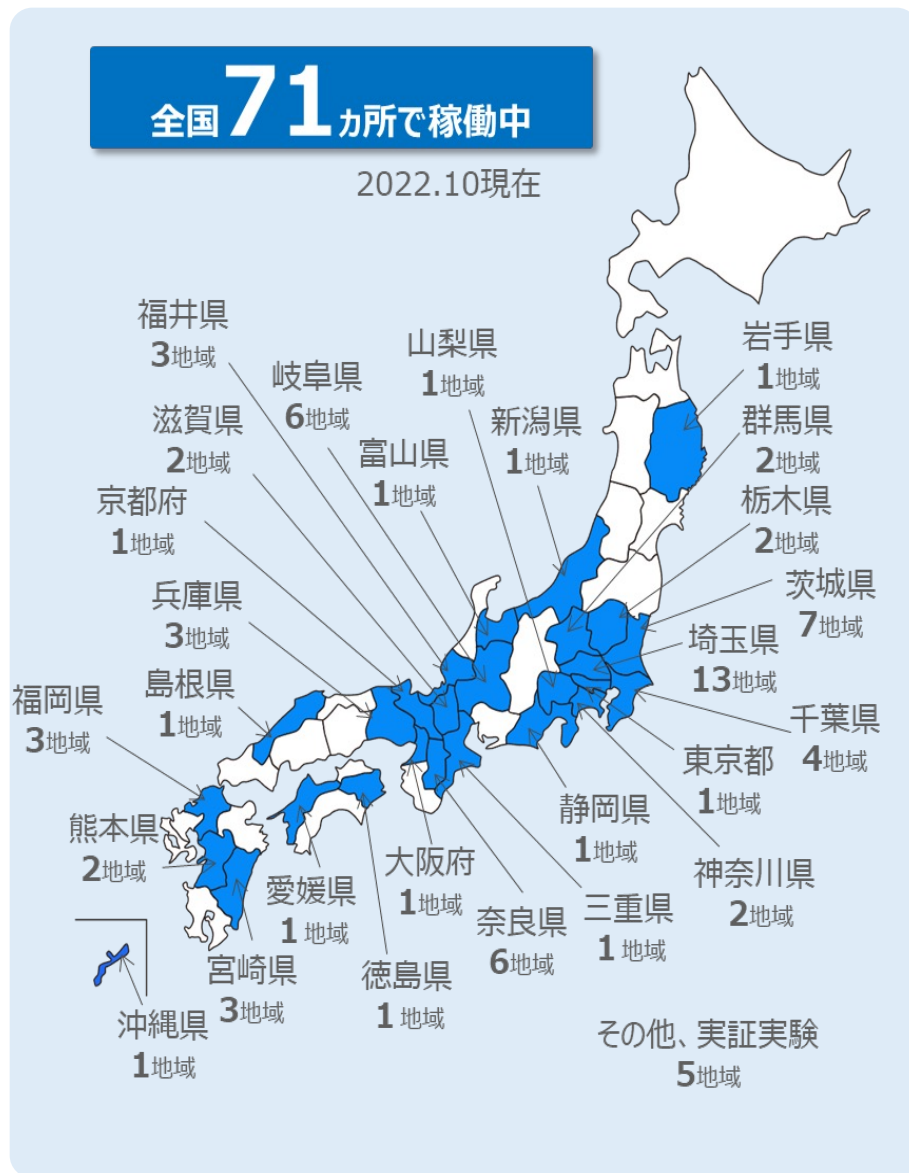 全国71ヵ所で稼働中
2022.10現在
福井県
3地域
岐阜県
6地域
山梨県
1地域
岩手県
1地域
滋賀県
2地域
富山県
1地域
新潟県
1地域
群馬県
2地域
京都府
1地域
栃木県
2地域
兵庫県
3地域
茨城県
7地域
埼玉県
13地域
福岡県
3地域
島根県
1地域
千葉県
4地域
東京都
1地域
熊本県
2地域
静岡県
1地域
神奈川県
2地域
愛媛県
1地域
大阪府
1地域
奈良県
6地域
三重県
1地域
宮崎県
3地域
徳島県
1地域
沖縄県
1地域
その他、実証実験
5地域